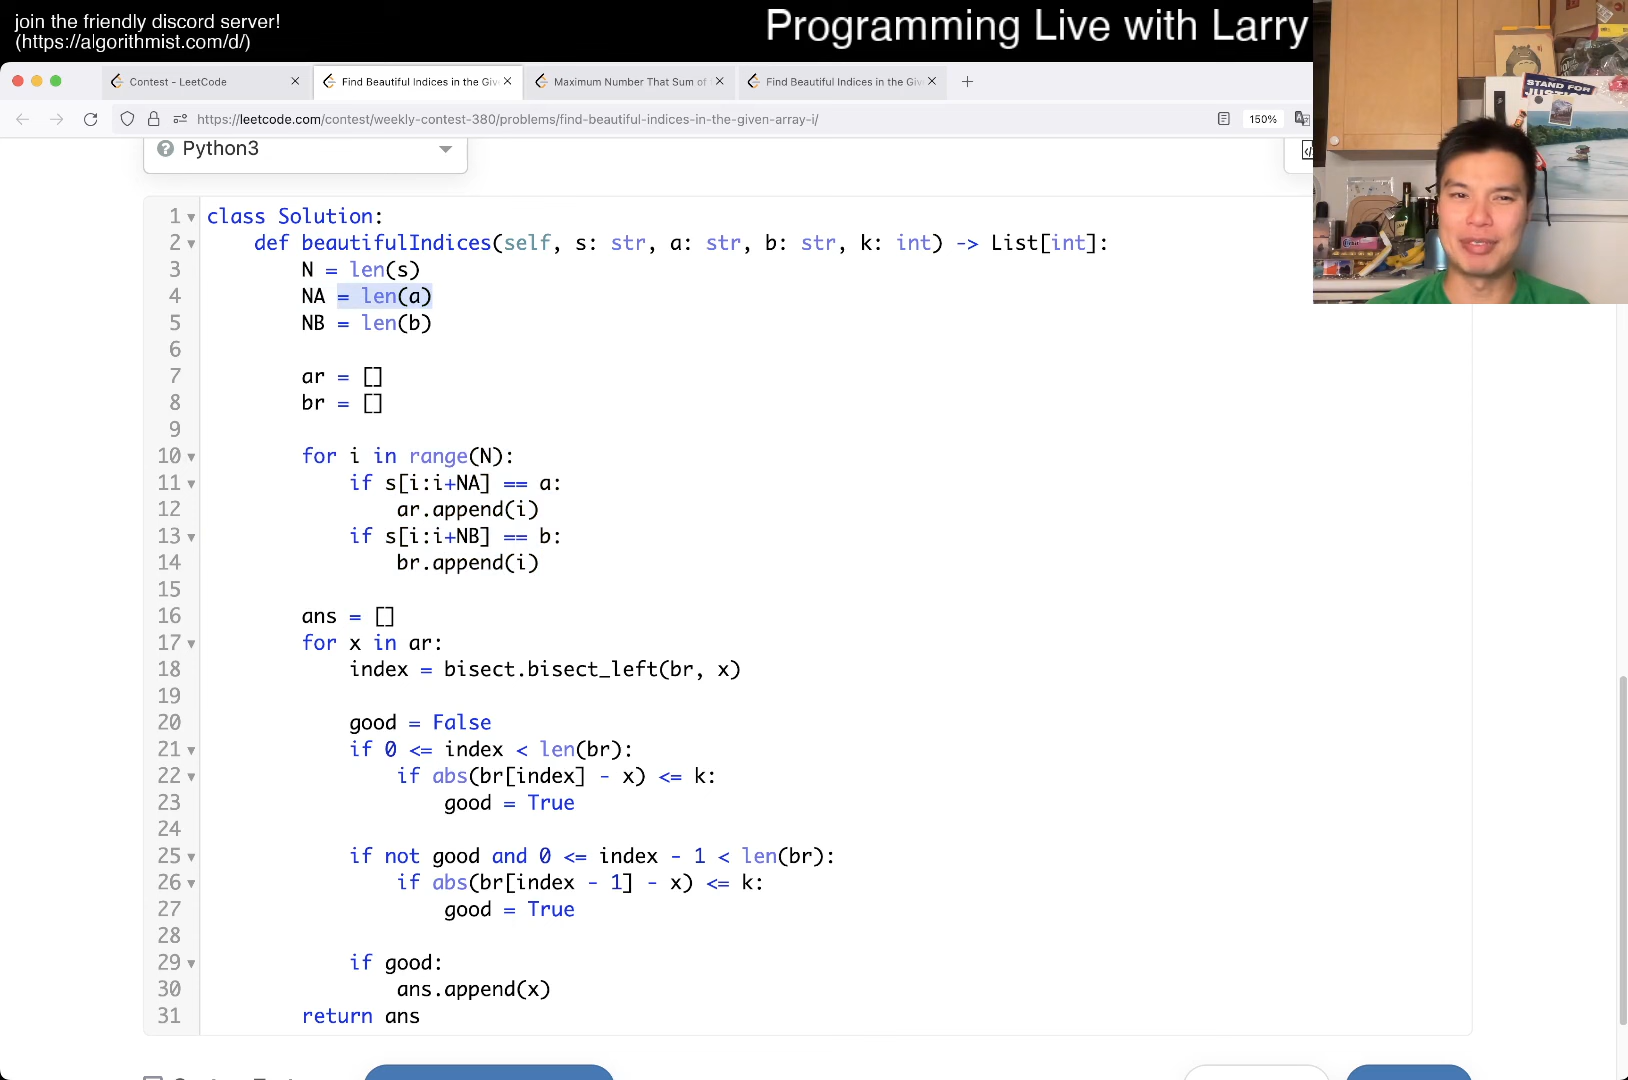 join the friendly discord server!
(https://algorithmist.com/d/)
Programming Live with Larry
STAND FOR
Contest - LeetCode
Find Beautiful Indices in the Giv
Maximum Number That Sum of
Find Beautiful Indices in the Giv
https://leetcode.com/contest/weekly-contest-380/problems/find-beautiful-indices-in-the-given-array-i/
150%
Python3
1 class Solution:
2 def beautifulIndices(self, s: str, a: str, b: str, k: int) -> List[int]:
3 N = len(s)
4 NA = len(a)
5 NB = len(b)
6
7 ar = []
8 br = []
9
10 for i in range(N):
11 if s[i:i+NA] == a:
12 ar.append(i)
13 if s[i:i+NB] == b:
14 br.append(i)
15
16 ans = []
17 for x in ar:
18 index = bisect.bisect_left(br, x)
19
20 good = False
21 if 0 <= index < len(br):
22 if abs(br[index] - x) <= k:
23 good = True
24
25 if not good and 0 <= index - 1 < len(br):
26 if abs(br[index - 1] - x) <= k:
27 good = True
28
29 if good:
30 ans.append(x)
31 return ans